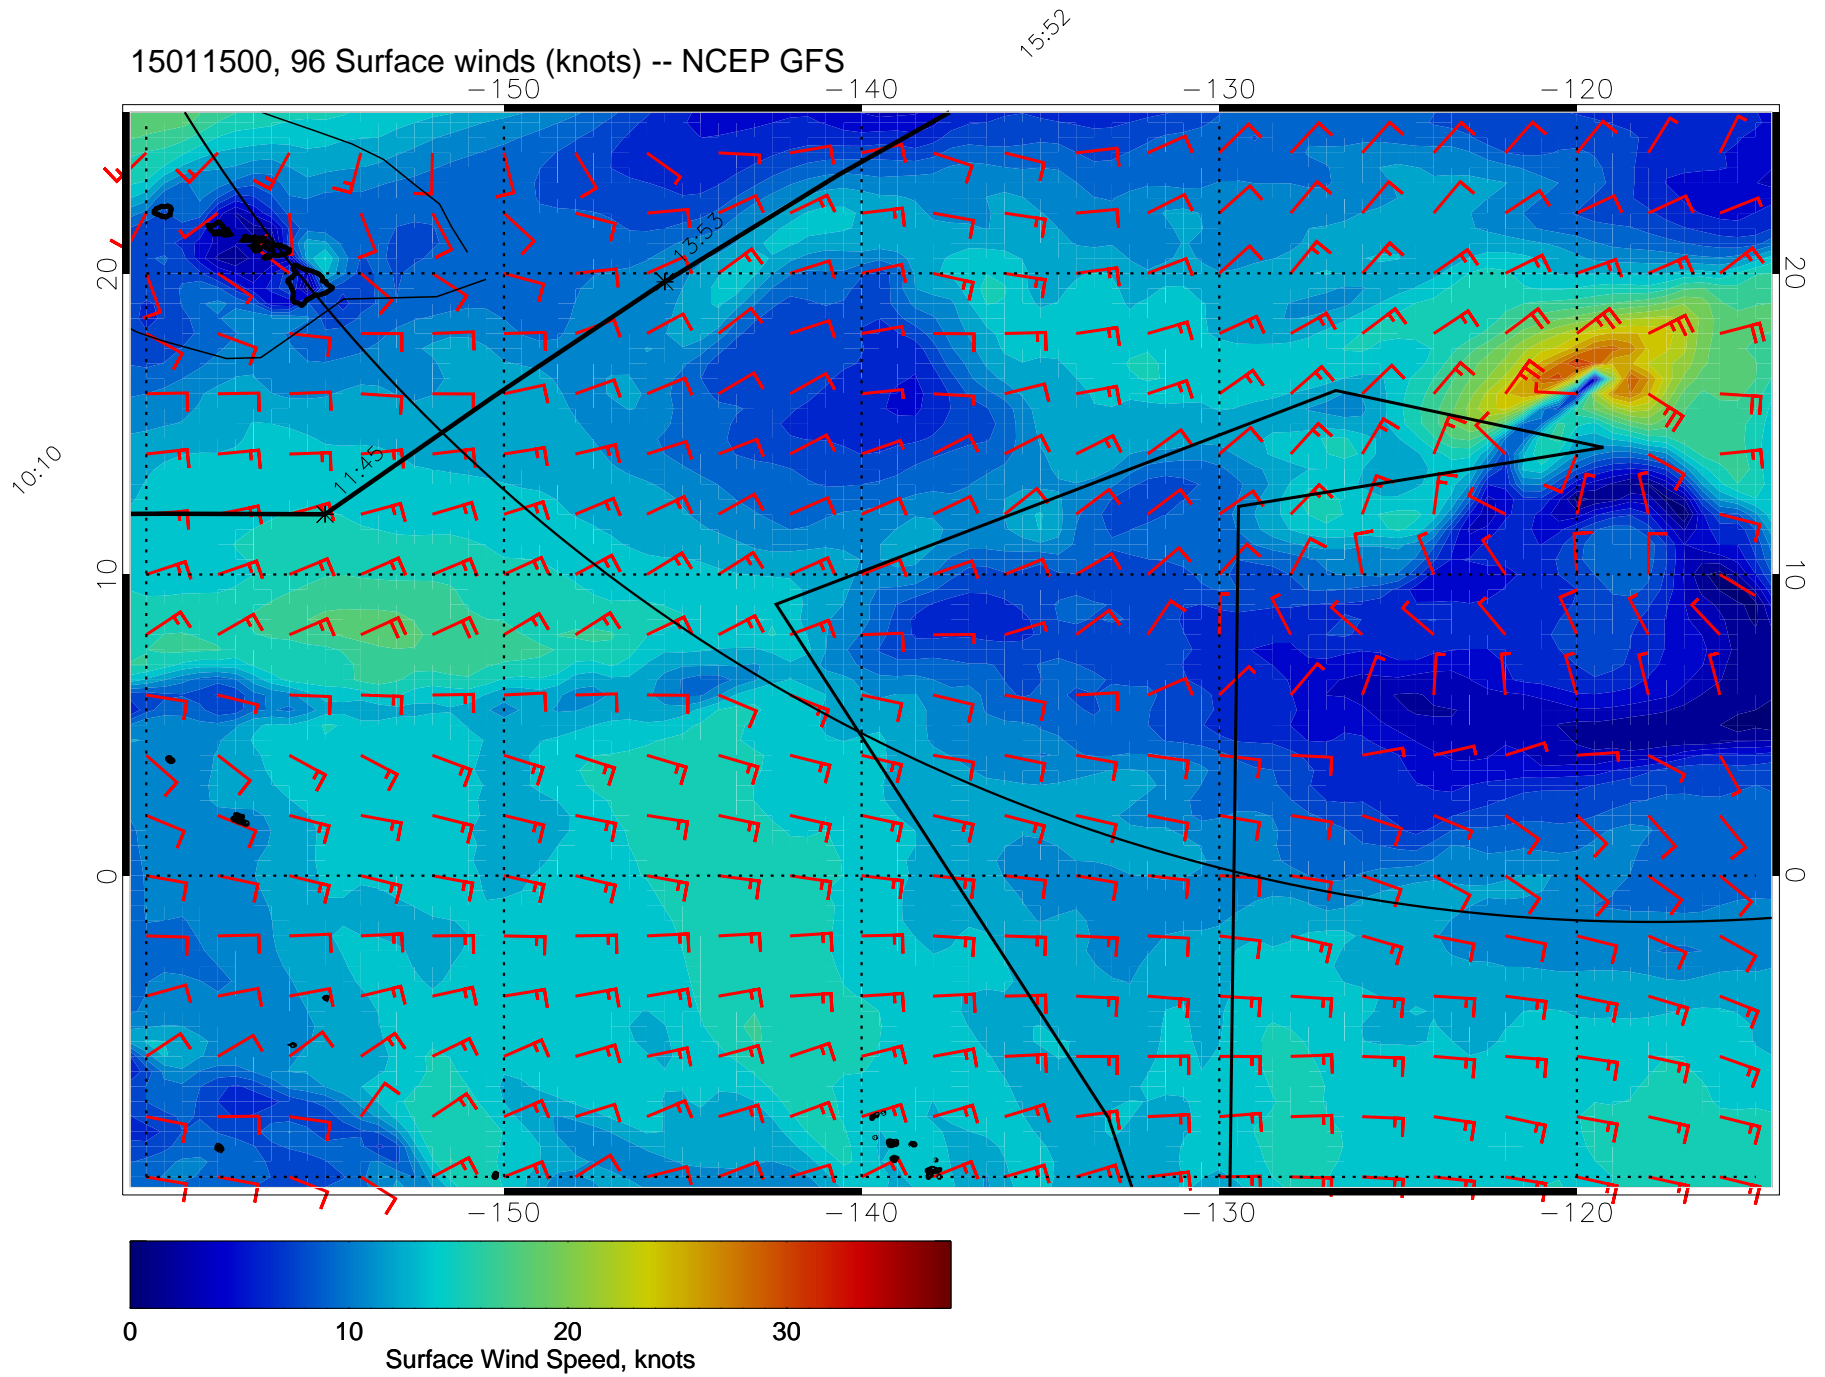 15:52
15011500, 96 Surface winds (knots) -- NCEP GFS
-150 -140 -130 -120
13:53
20 20
11:45
10:10
10 10
0 0
-150 -140 -130 -120
0 10 20 30
Surface Wind Speed, knots